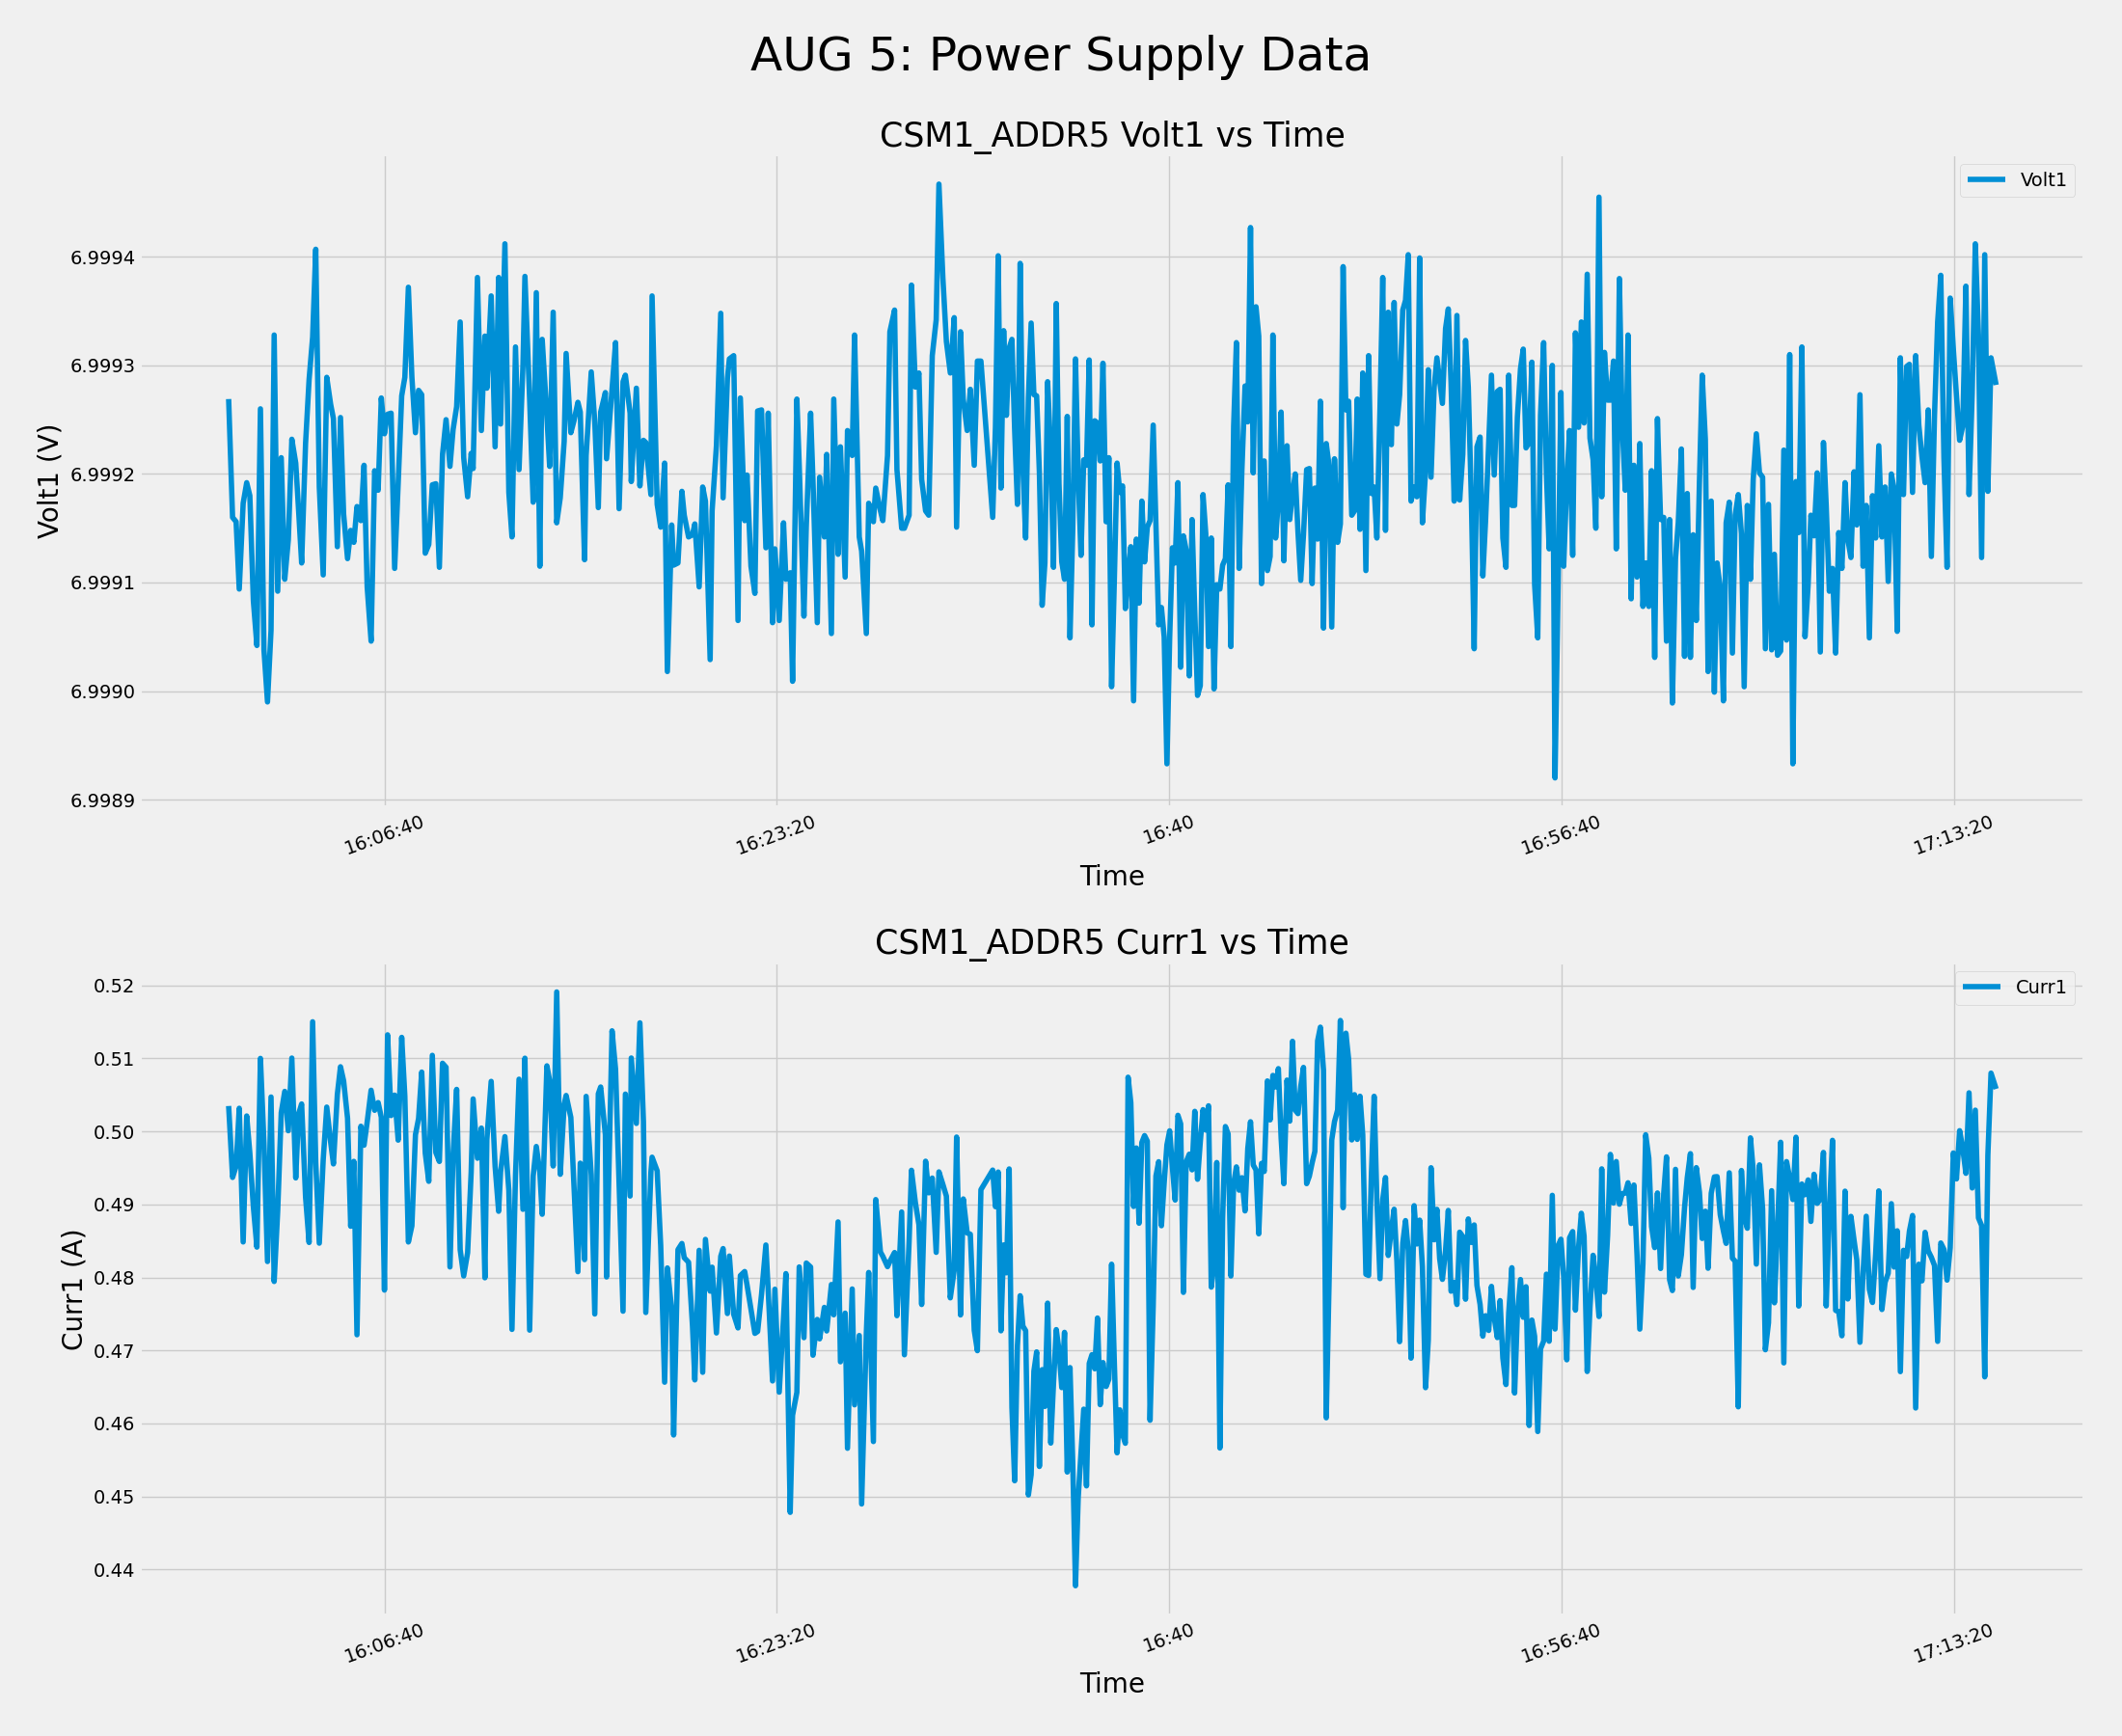 AUG 5: Power Supply Data
CSM1_ADDR5 Volt1 vs Time
Volt1
Volt1 (V)
6.9994
6.9993
6.9992
6.9991
6.9990
6.9989
16:06:40
16:23:20
16:40
16:56:40
17:13:20
Time
CSM1_ADDR5 Curr1 vs Time
Curr1
Curr1 (A)
0.52
0.51
0.50
0.49
0.48
0.47
0.46
0.45
0.44
16:06:40
16:23:20
16:40
16:56:40
17:13:20
Time